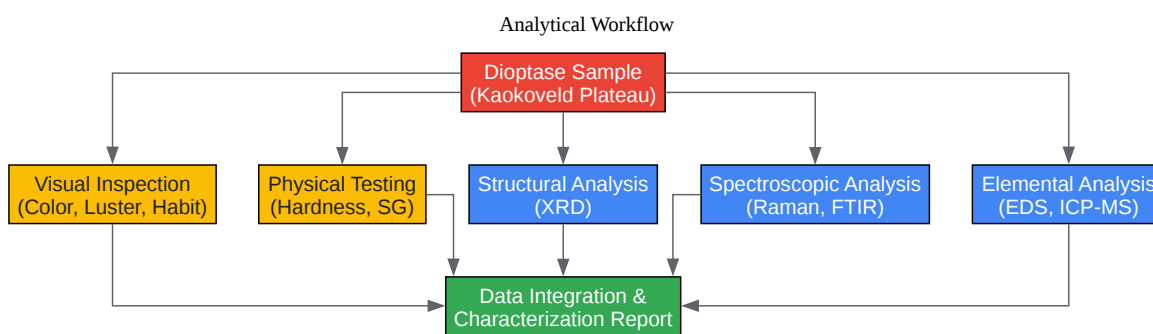 Analytical Workflow
Dioptase Sample
(Kaokoveld Plateau)
Visual Inspection
(Color, Luster, Habit)
Physical Testing
(Hardness, SG)
Structural Analysis
(XRD)
Spectroscopic Analysis
(Raman, FTIR)
Elemental Analysis
(EDS, ICP-MS)
Data Integration &
Characterization Report